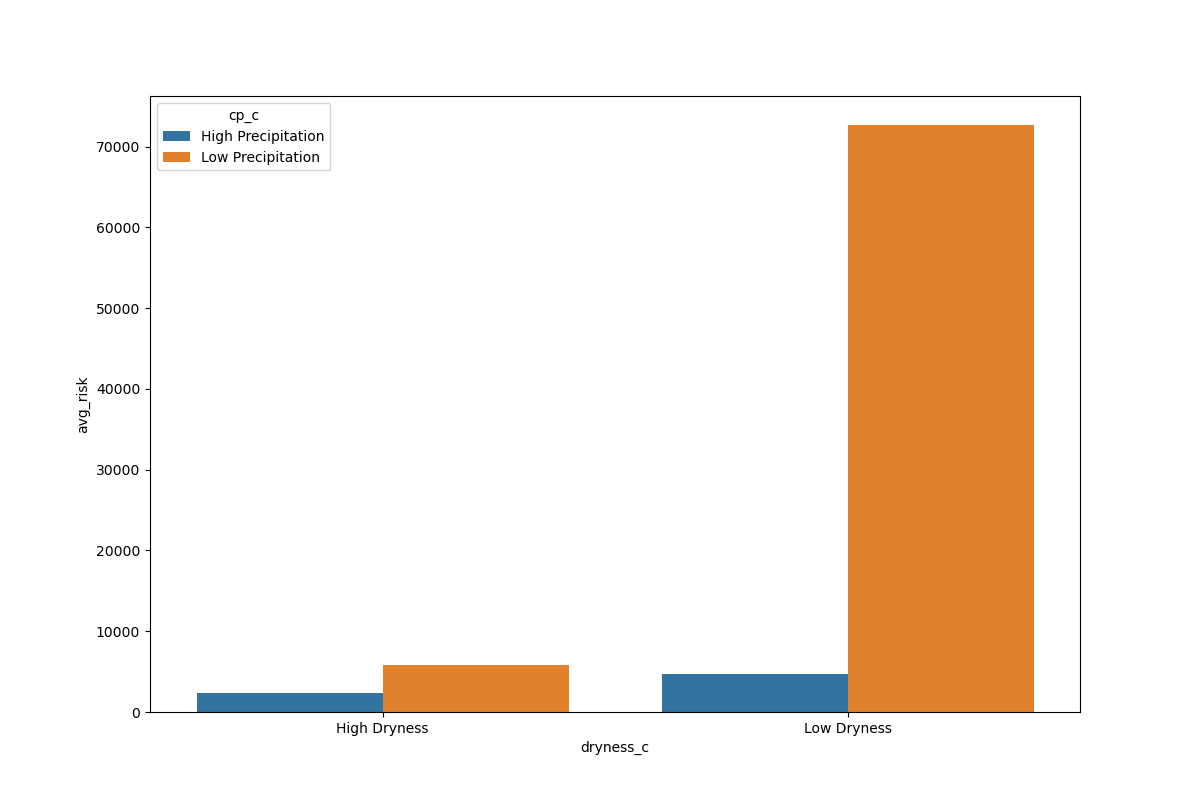 cp_c
High Precipitation
Low Precipitation
70000
60000
50000
40000
30000
20000
10000
0
avg_risk
High Dryness
Low Dryness
dryness_c